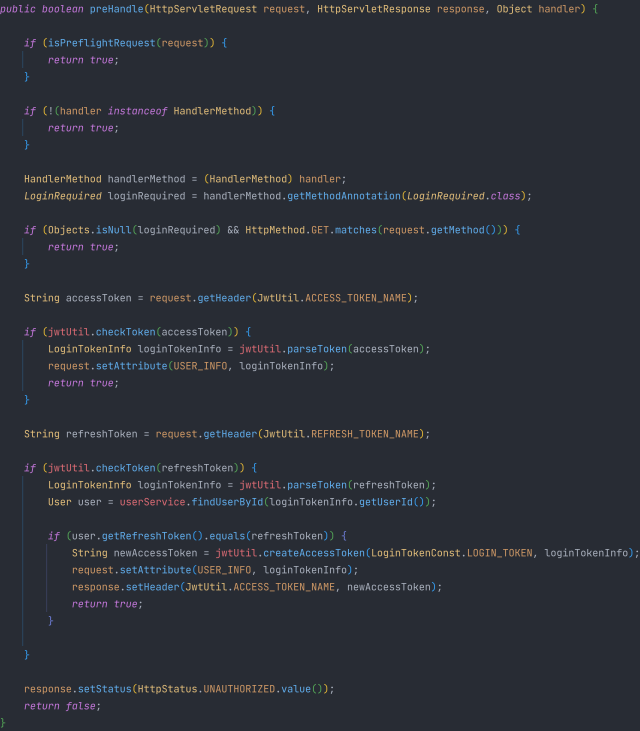 public boolean preHandle(HttpServletRequest request, HttpServletResponse response, Object handler) {
if (isPreflightRequest(request)) {
return true;
}
if (!(handler instanceof HandlerMethod)) {
return true;
}
HandlerMethod handlerMethod = (HandlerMethod) handler;
LoginRequired loginRequired = handlerMethod.getMethodAnnotation(LoginRequired.class);
if (Objects.isNull(loginRequired) && HttpMethod.GET.matches(request.getMethod())) {
return true;
}
String accessToken = request.getHeader(JwtUtil.ACCESS_TOKEN_NAME);
if (jwtUtil.checkToken(accessToken)) {
LoginTokenInfo loginTokenInfo = jwtUtil.parseToken(accessToken);
request.setAttribute(USER_INFO, loginTokenInfo);
return true;
}
String refreshToken = request.getHeader(JwtUtil.REFRESH_TOKEN_NAME);
if (jwtUtil.checkToken(refreshToken)) {
LoginTokenInfo loginTokenInfo = jwtUtil.parseToken(refreshToken);
User user = userService.findUserById(loginTokenInfo.getUserId());
if (user.getRefreshToken().equals(refreshToken)) {
String newAccessToken = jwtUtil.createAccessToken(LoginTokenConst.LOGIN_TOKEN, loginTokenInfo);
request.setAttribute(USER_INFO, loginTokenInfo);
response.setHeader(JwtUtil.ACCESS_TOKEN_NAME, newAccessToken);
return true;
}
}
response.setStatus(HttpStatus.UNAUTHORIZED.value());
return false;
}